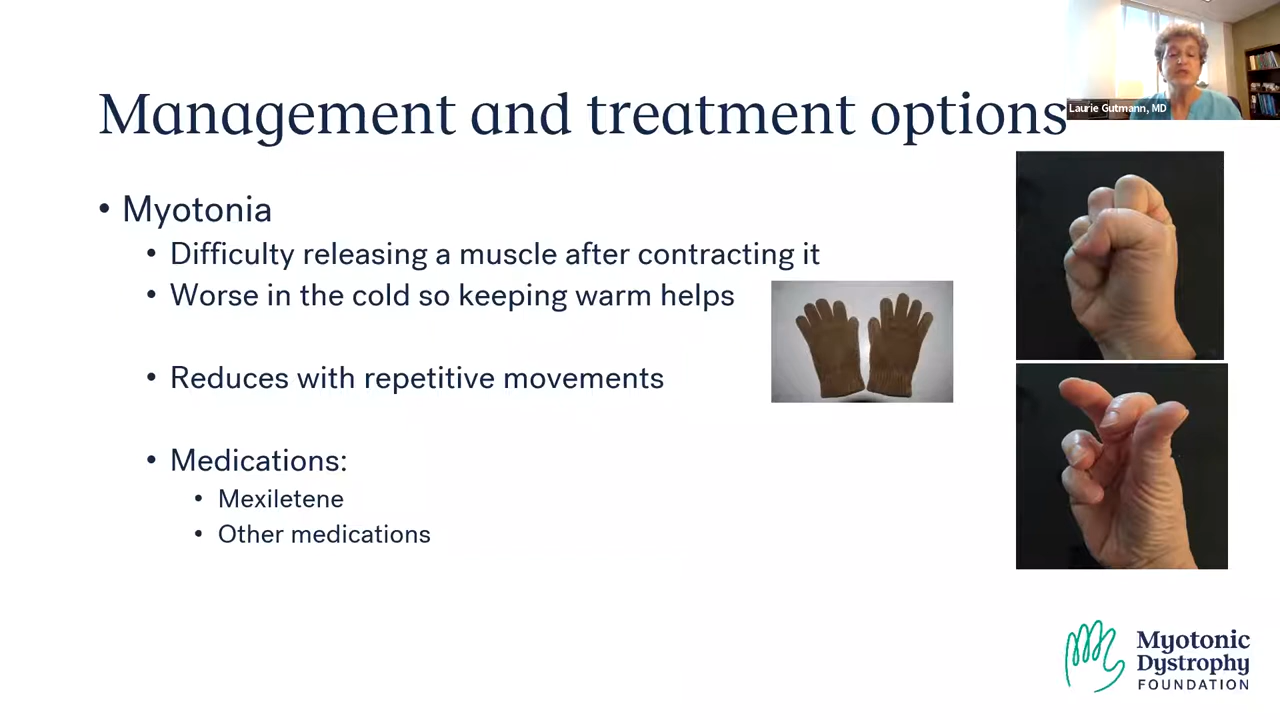 Management and treatment options
Laurie Gutmann, MD
• Myotonia
• Difficulty releasing a muscle after contracting it
• Worse in the cold so keeping warm helps
• Reduces with repetitive movements
• Medications:
• Mexiletene
• Other medications
Myotonic
Dystrophy
FOUNDATION